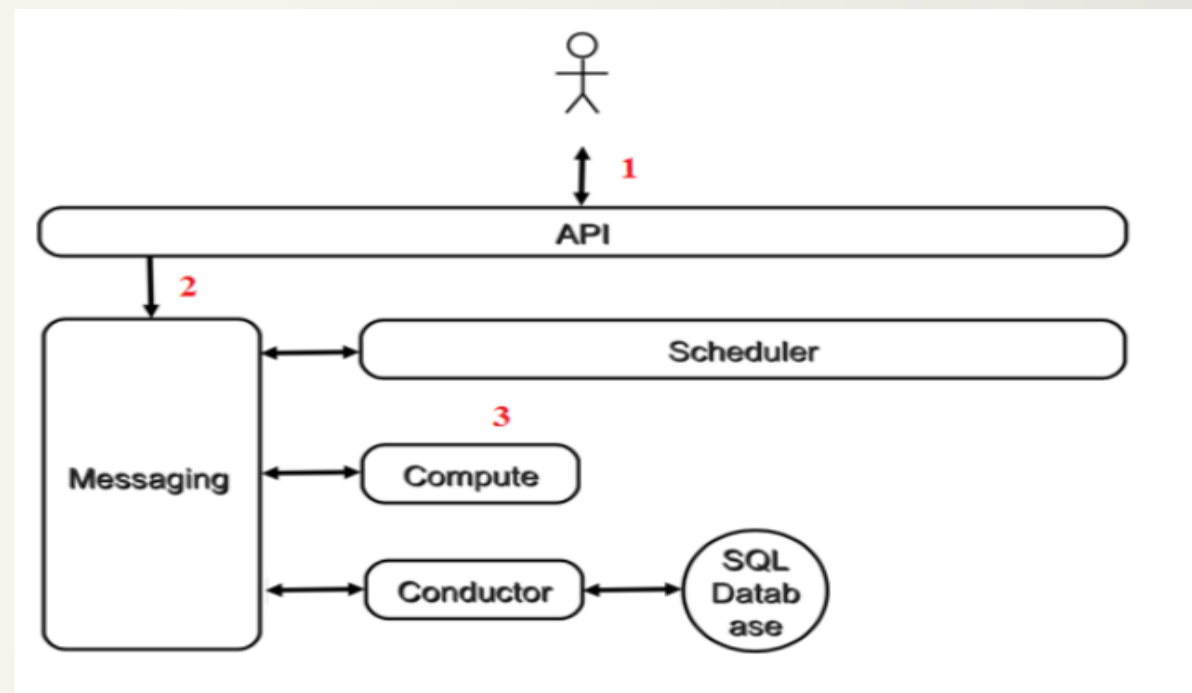 1
API
2
Scheduler
3
Messaging
Compute
Conductor
SQL
Datab
ase